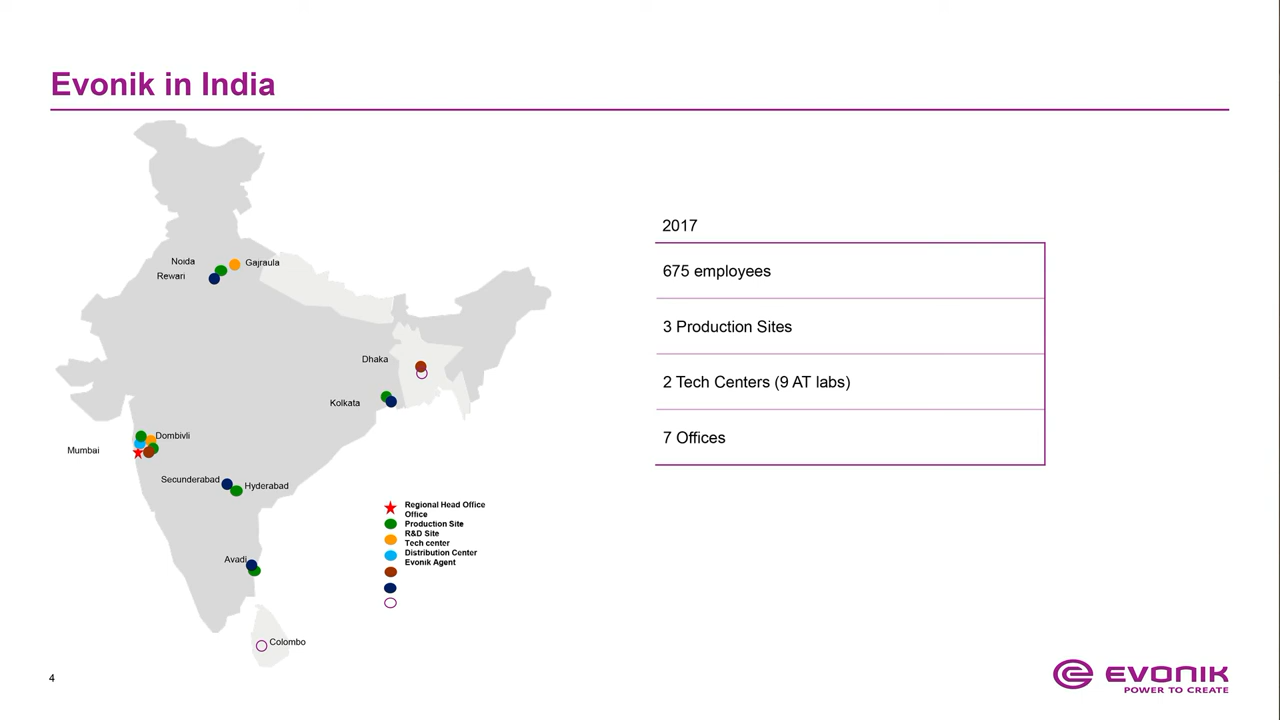 Evonik in India
Noida
Gajraula
Rewari
Dhaka
Kolkata
Dombivli
Mumbai
Secunderabad
Hyderabad
Avadi
Colombo
Regional Head Office
Office
Production Site
R&D Site
Tech center
Distribution Center
Evonik Agent
2017
675 employees
3 Production Sites
2 Tech Centers (9 AT labs)
7 Offices
4
EVONIK
POWER TO CREATE